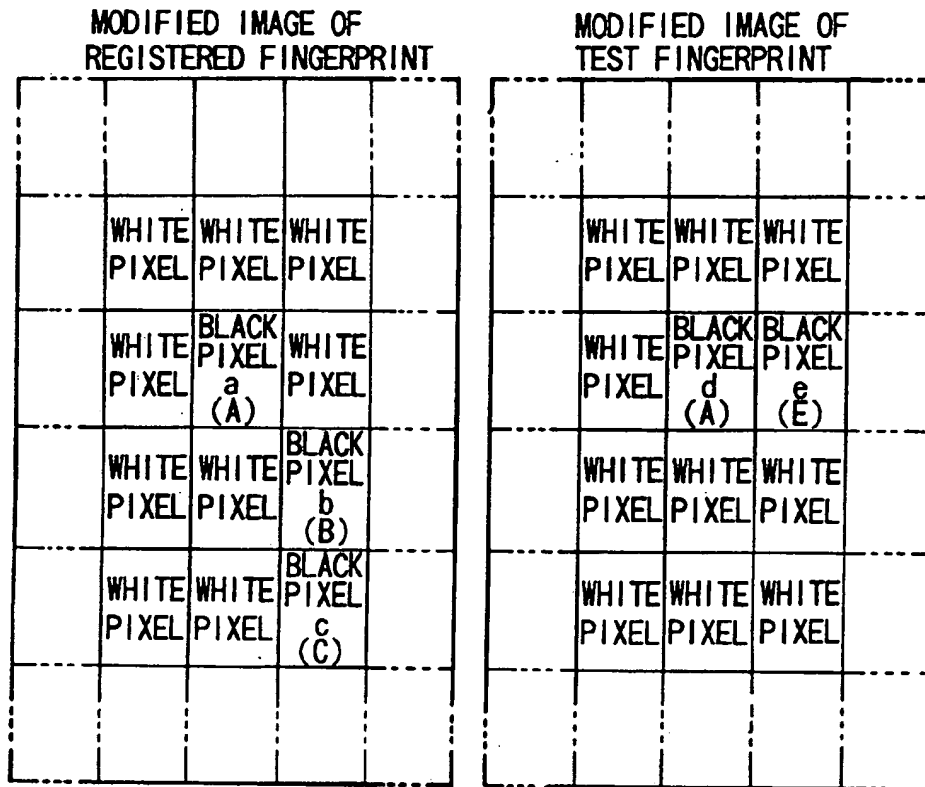 MODIFIED IMAGE OF
REGISTERED FINGERPRINT
WHITE WHITE WHITE
PIXEL PIXEL PIXEL
WHITE PIXEL
BLACK PIXEL a (A)
WHITE PIXEL
WHITE PIXEL
WHITE PIXEL
BLACK PIXEL b (B)
WHITE PIXEL
WHITE PIXEL
BLACK PIXEL c (C)
MODIFIED IMAGE OF
TEST FINGERPRINT
WHITE WHITE WHITE
PIXEL PIXEL PIXEL
WHITE PIXEL
BLACK PIXEL d (A)
BLACK PIXEL e (E)
WHITE WHITE WHITE
PIXEL PIXEL PIXEL
WHITE WHITE WHITE
PIXEL PIXEL PIXEL